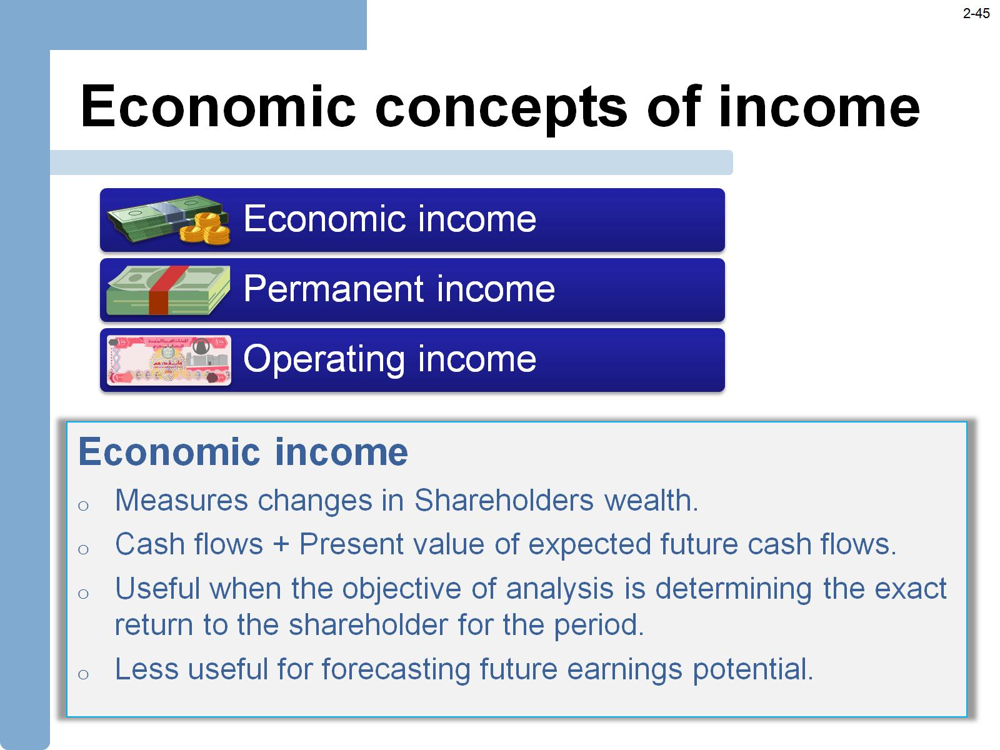 2-45
Economic concepts of income
Economic income
Permanent income
Operating income
Economic income
o Measures changes in Shareholders wealth.
o Cash flows + Present value of expected future cash flows.
o Useful when the objective of analysis is determining the exact
return to the shareholder for the period.
o Less useful for forecasting future earnings potential.